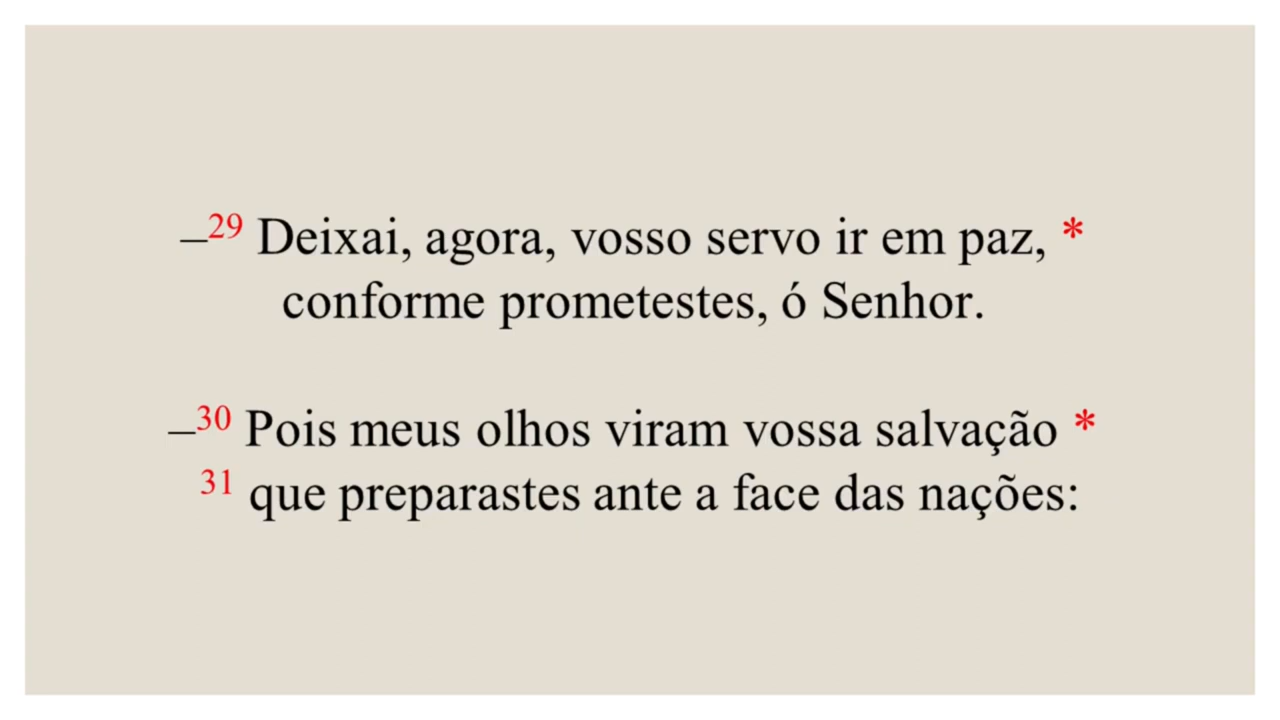 –29 Deixai, agora, vosso servo ir em paz, *
conforme prometestes, ó Senhor.
–30 Pois meus olhos viram vossa salvação *
31 que preparastes ante a face das nações: